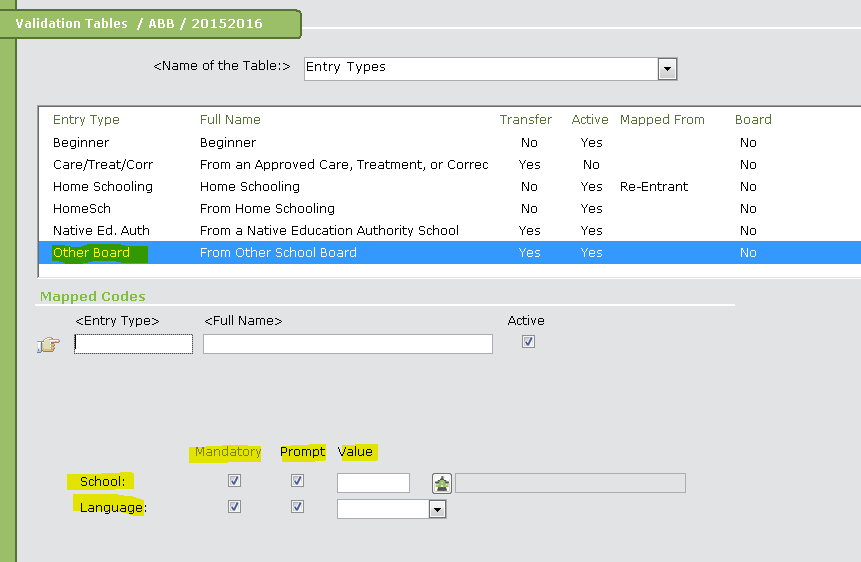 Validation Tables / ABB / 20152016
<Name of the Table:> Entry Types
Entry Type Full Name Transfer Active Mapped From Board
Beginner Beginner No Yes No
Care/Treat/Corr From an Approved Care, Treatment, or Correc Yes No No
Home Schooling Home Schooling No Yes Re-Entrant No
HomeSch From Home Schooling No Yes No
Native Ed. Auth From a Native Education Authority School Yes Yes No
Other Board From Other School Board Yes Yes No
Mapped Codes
<Entry Type> <Full Name> Active
Mandatory Prompt Value
School:
Language: